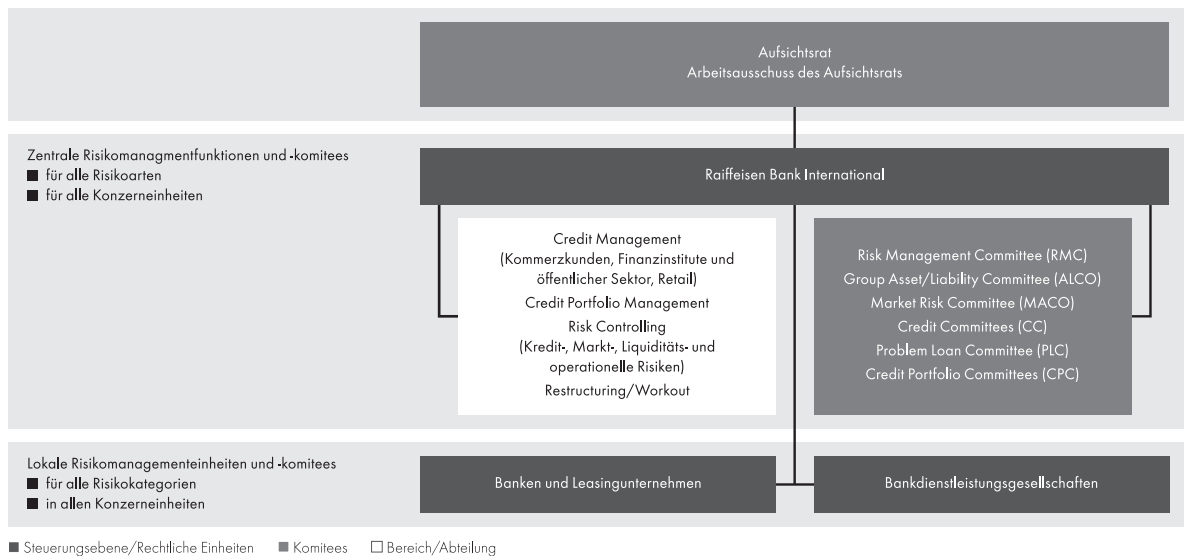 Aufsichtsrat
Arbeitsausschuss des Aufsichtsrats
Zentrale Risikomanagmentfunktionen und -komitees
■ für alle Risikoarten
■ für alle Konzerneinheiten
Raiffeisen Bank International
Credit Management
(Kommerzkunden, Finanzinstitute und
öffentlicher Sektor, Retail)
Credit Portfolio Management
Risk Controlling
(Kredit-, Markt-, Liquiditäts- und
operationelle Risiken)
Restructuring/Workout
Risk Management Committee (RMC)
Group Asset/Liability Committee (ALCO)
Market Risk Committee (MACO)
Credit Committees (CC)
Problem Loan Committee (PLC)
Credit Portfolio Committees (CPC)
Lokale Risikomanagementeinheiten und -komitees
■ für alle Risikokategorien
■ in allen Konzerneinheiten
Banken und Leasingunternehmen
Bankdienstleistungsgesellschaften
■ Steuerungsebene/Rechtliche Einheiten ■ Komitees □ Bereich/Abteilung